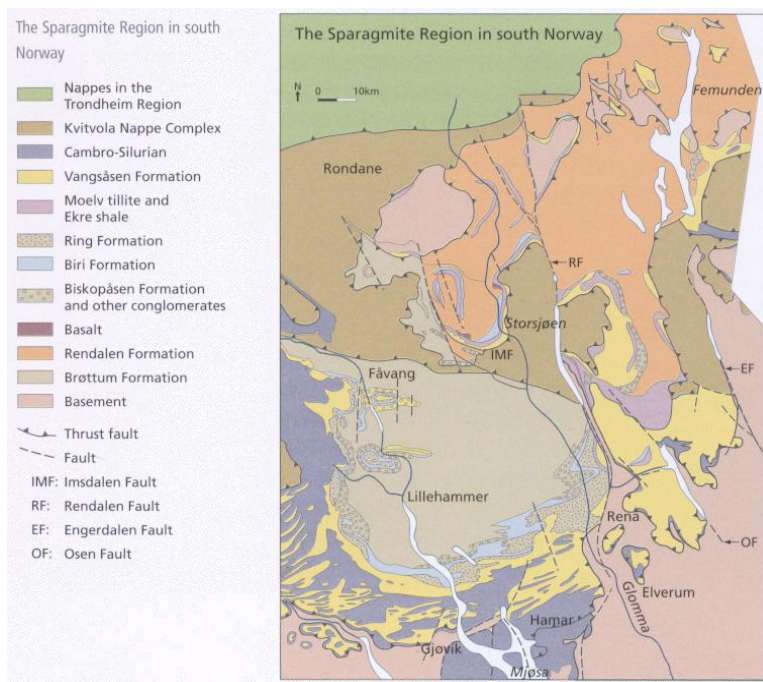 The Sparagmite Region in south
Norway
Nappes in the
Trondheim Region
Kvitvola Nappe Complex
Cambro-Silurian
Vangsåsen Formation
Moelv tillite and
Ekre shale
Ring Formation
Biri Formation
Biskopåsen Formation
and other conglomerates
Basalt
Rendalen Formation
Brøttum Formation
Basement
Thrust fault
Fault
IMF: Imsdalen Fault
RF: Rendalen Fault
EF: Engerdalen Fault
OF: Osen Fault
The Sparagmite Region in south Norway
N
0 10km
Femunden
Rondane
RF
Storsjøen
IMF
EF
Fåvang
Lillehammer
Rena
OF
Elverum
Glomma
Hamar
Gjøvik
Mjøsa